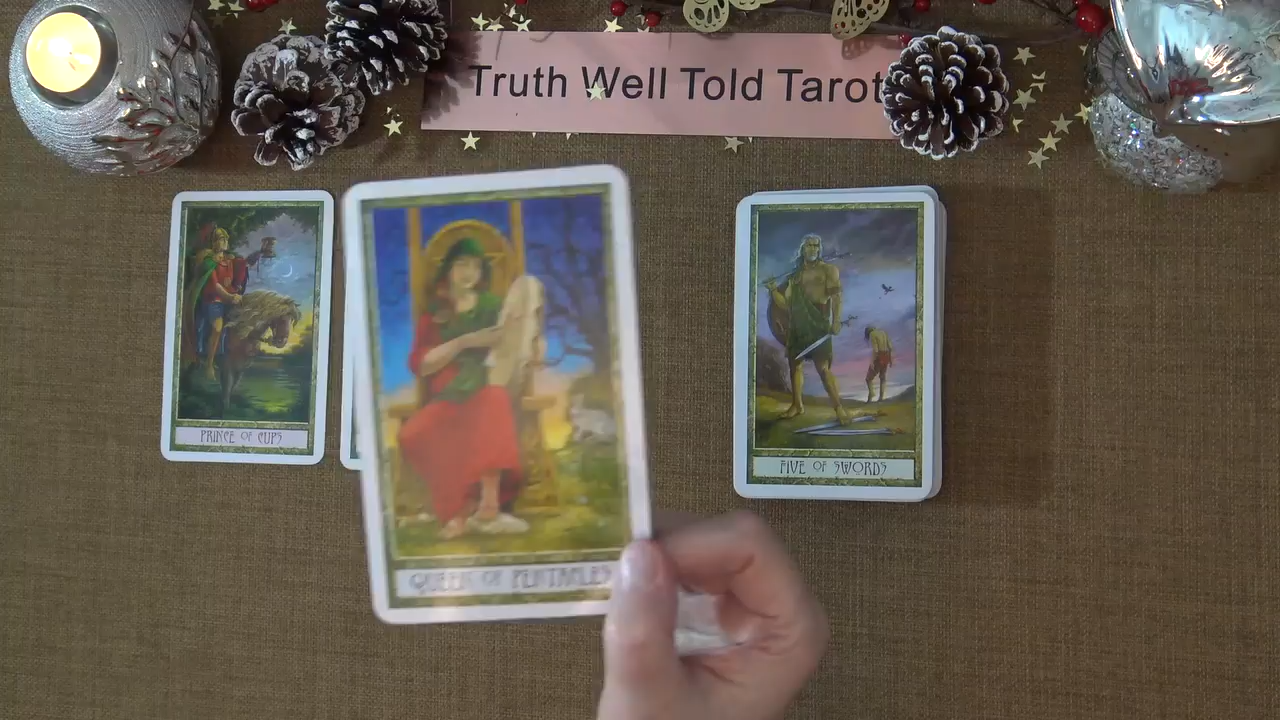 Truth Well Told Tarot
PRINCE OF CUPS
QUEEN OF PENTACLES
FIVE OF SWORDS